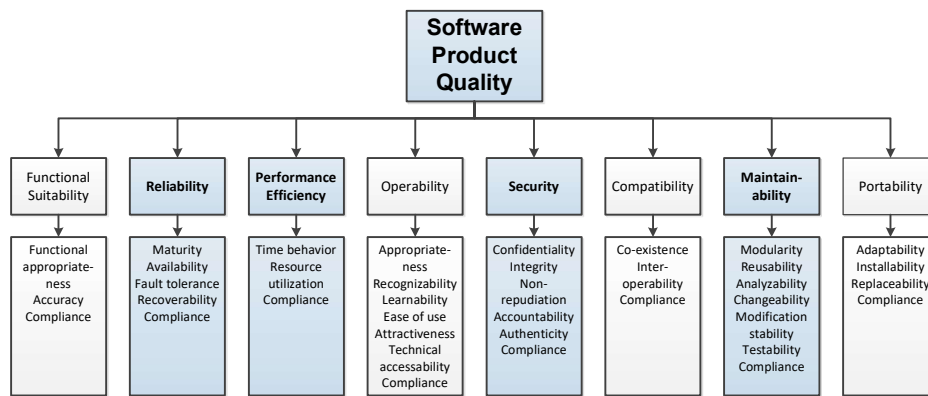 Software
Product
Quality
Functional
Suitability
Reliability
Performance
Efficiency
Operability
Security
Compatibility
Maintain-
ability
Portability
Functional
appropriate-
ness
Accuracy
Compliance
Maturity
Availability
Fault tolerance
Recoverability
Compliance
Time behavior
Resource
utilization
Compliance
Appropriate-
ness
Recognizability
Learnability
Ease of use
Attractiveness
Technical
accessability
Compliance
Confidentiality
Integrity
Non-
repudiation
Accountability
Authenticity
Compliance
Co-existence
Inter-
operability
Compliance
Modularity
Reusability
Analyzability
Changeability
Modification
stability
Testability
Compliance
Adaptability
Installability
Replaceability
Compliance